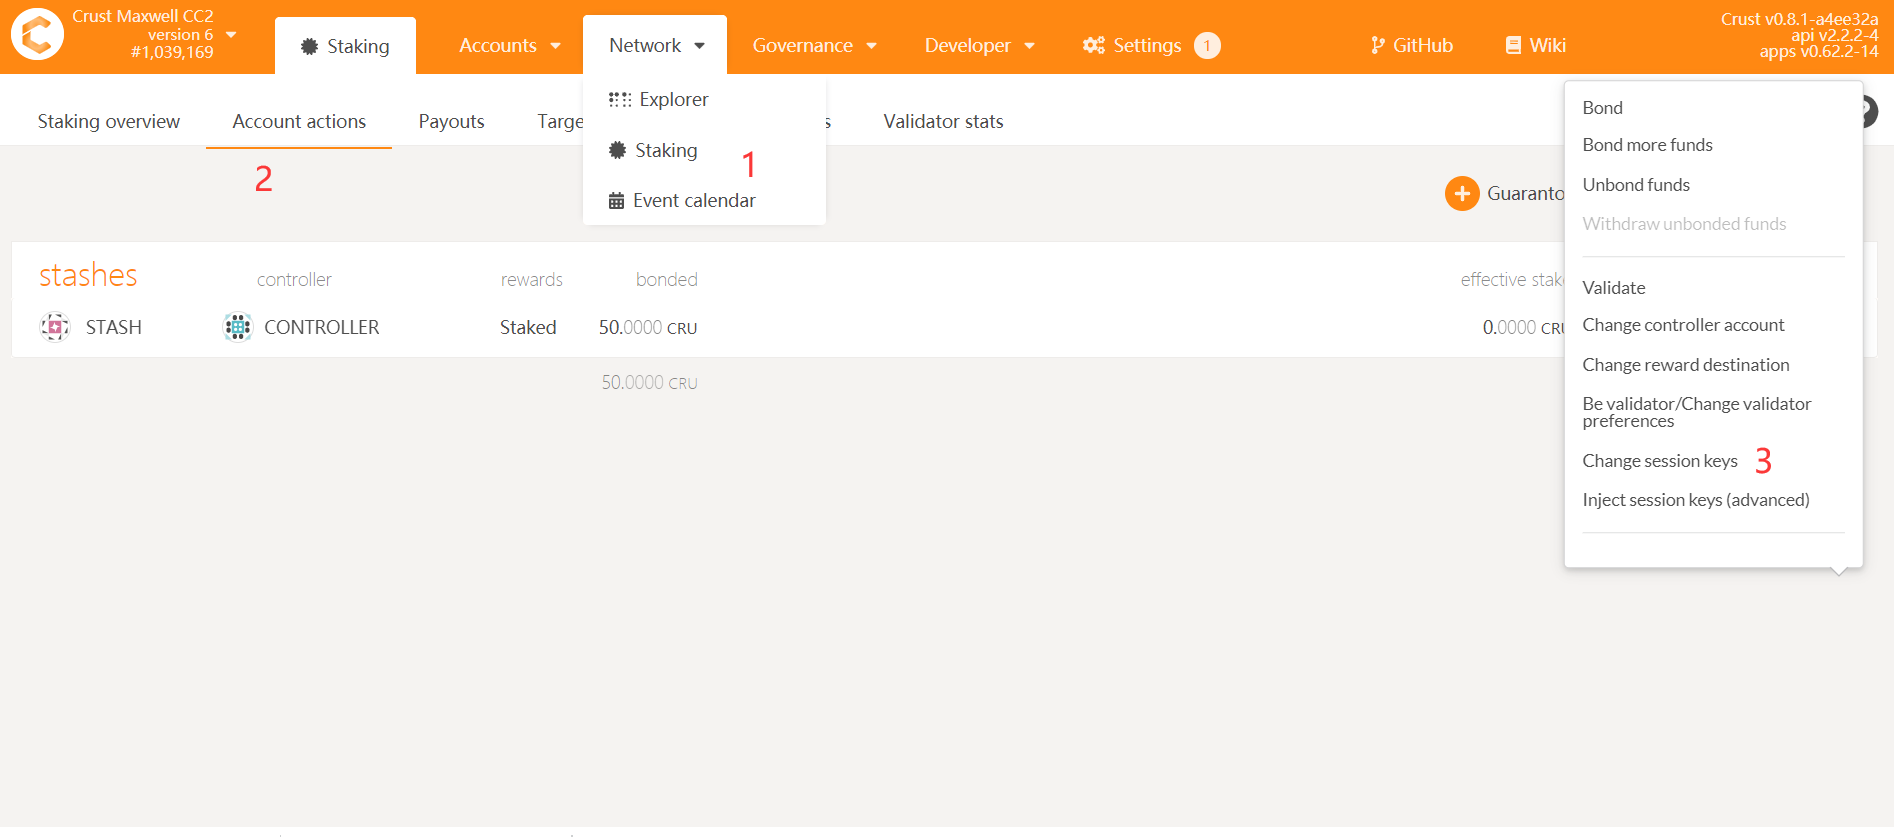 Crust Maxwell CC2
version 6
#1,039,169
Staking
Accounts
Network
Governance
Developer
Settings
1
GitHub
Wiki
Crust v0.8.1-a4ee32a
api v2.2.2-4
apps v0.62.2-14
Staking overview
Account actions
Payouts
Targe
s
Validator stats
Explorer
Staking
Event calendar
1
2
Guaranto
stashes
controller
rewards
bonded
effective stake
STASH
CONTROLLER
Staked
50.0000 CRU
0.0000 CRU
50.0000 CRU
Bond
Bond more funds
Unbond funds
Withdraw unbonded funds
Validate
Change controller account
Change reward destination
Be validator/Change validator
preferences
Change session keys
3
Inject session keys (advanced)